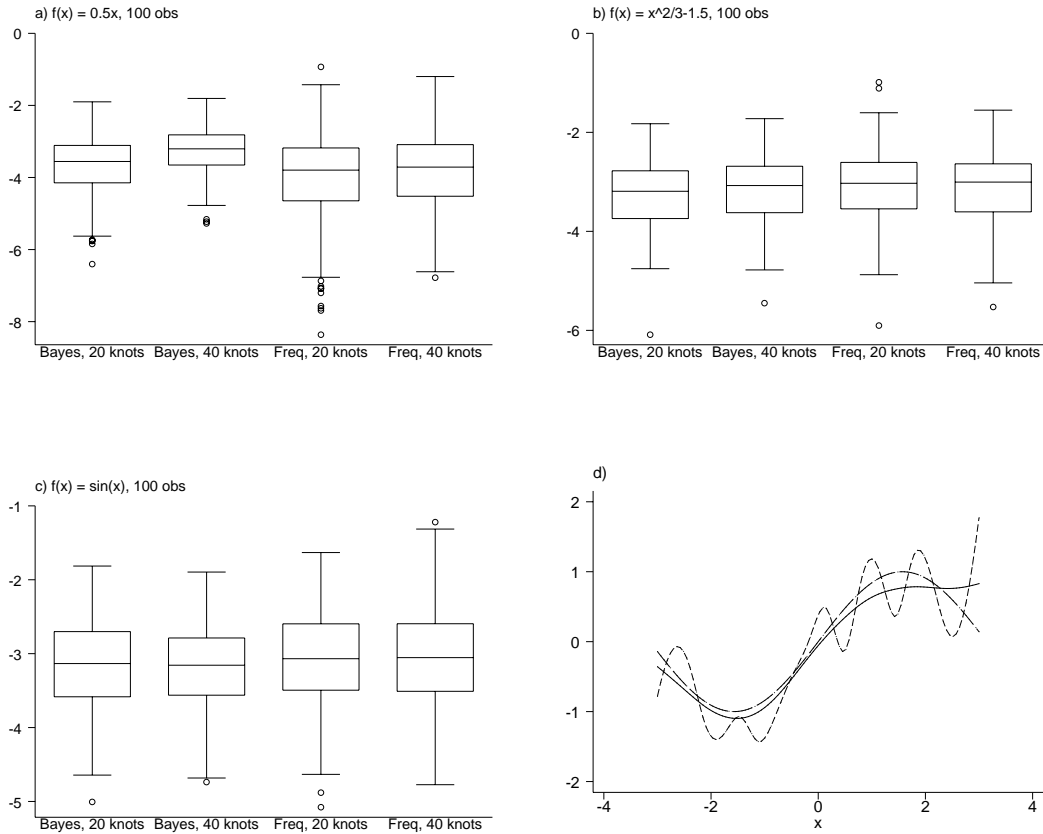 a) f(x) = 0.5x, 100 obs
0
-2
-4
-6
-8
Bayes, 20 knots Bayes, 40 knots Freq, 20 knots Freq, 40 knots
b) f(x) = x^2/3-1.5, 100 obs
0
-2
-4
-6
Bayes, 20 knots Bayes, 40 knots Freq, 20 knots Freq, 40 knots
c) f(x) = sin(x), 100 obs
-1
-2
-3
-4
-5
Bayes, 20 knots Bayes, 40 knots Freq, 20 knots Freq, 40 knots
d)
2
1
0
-1
-2
-4 -2 0 2 4
x